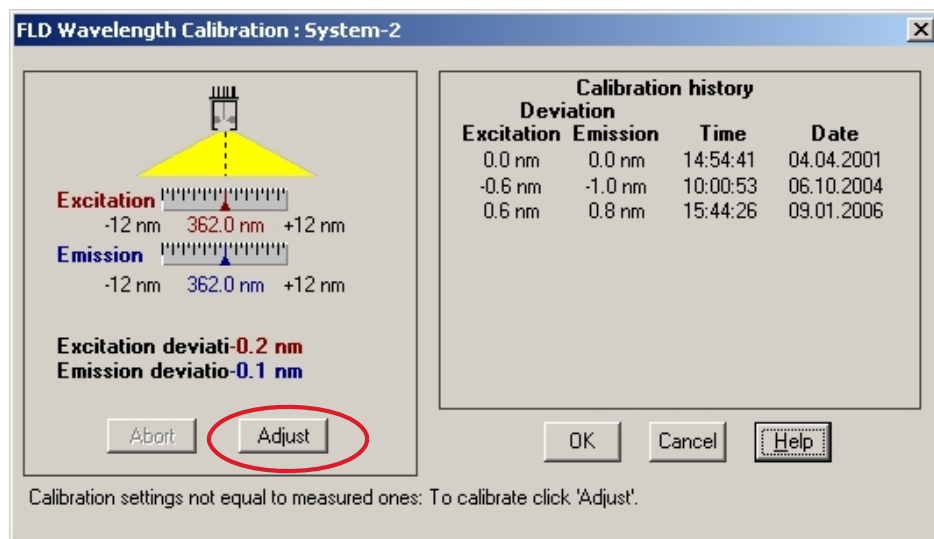 FLD Wavelength Calibration : System-2
Excitation
-12 nm 362.0 nm +12 nm
Emission
-12 nm 362.0 nm +12 nm
Excitation deviati-0.2 nm
Emission deviatio-0.1 nm
Abort Adjust
Calibration history
Deviation
Excitation Emission Time Date
0.0 nm 0.0 nm 14:54:41 04.04.2001
-0.6 nm -1.0 nm 10:00:53 06.10.2004
0.6 nm 0.8 nm 15:44:26 09.01.2006
OK Cancel Help
Calibration settings not equal to measured ones: To calibrate click 'Adjust'.